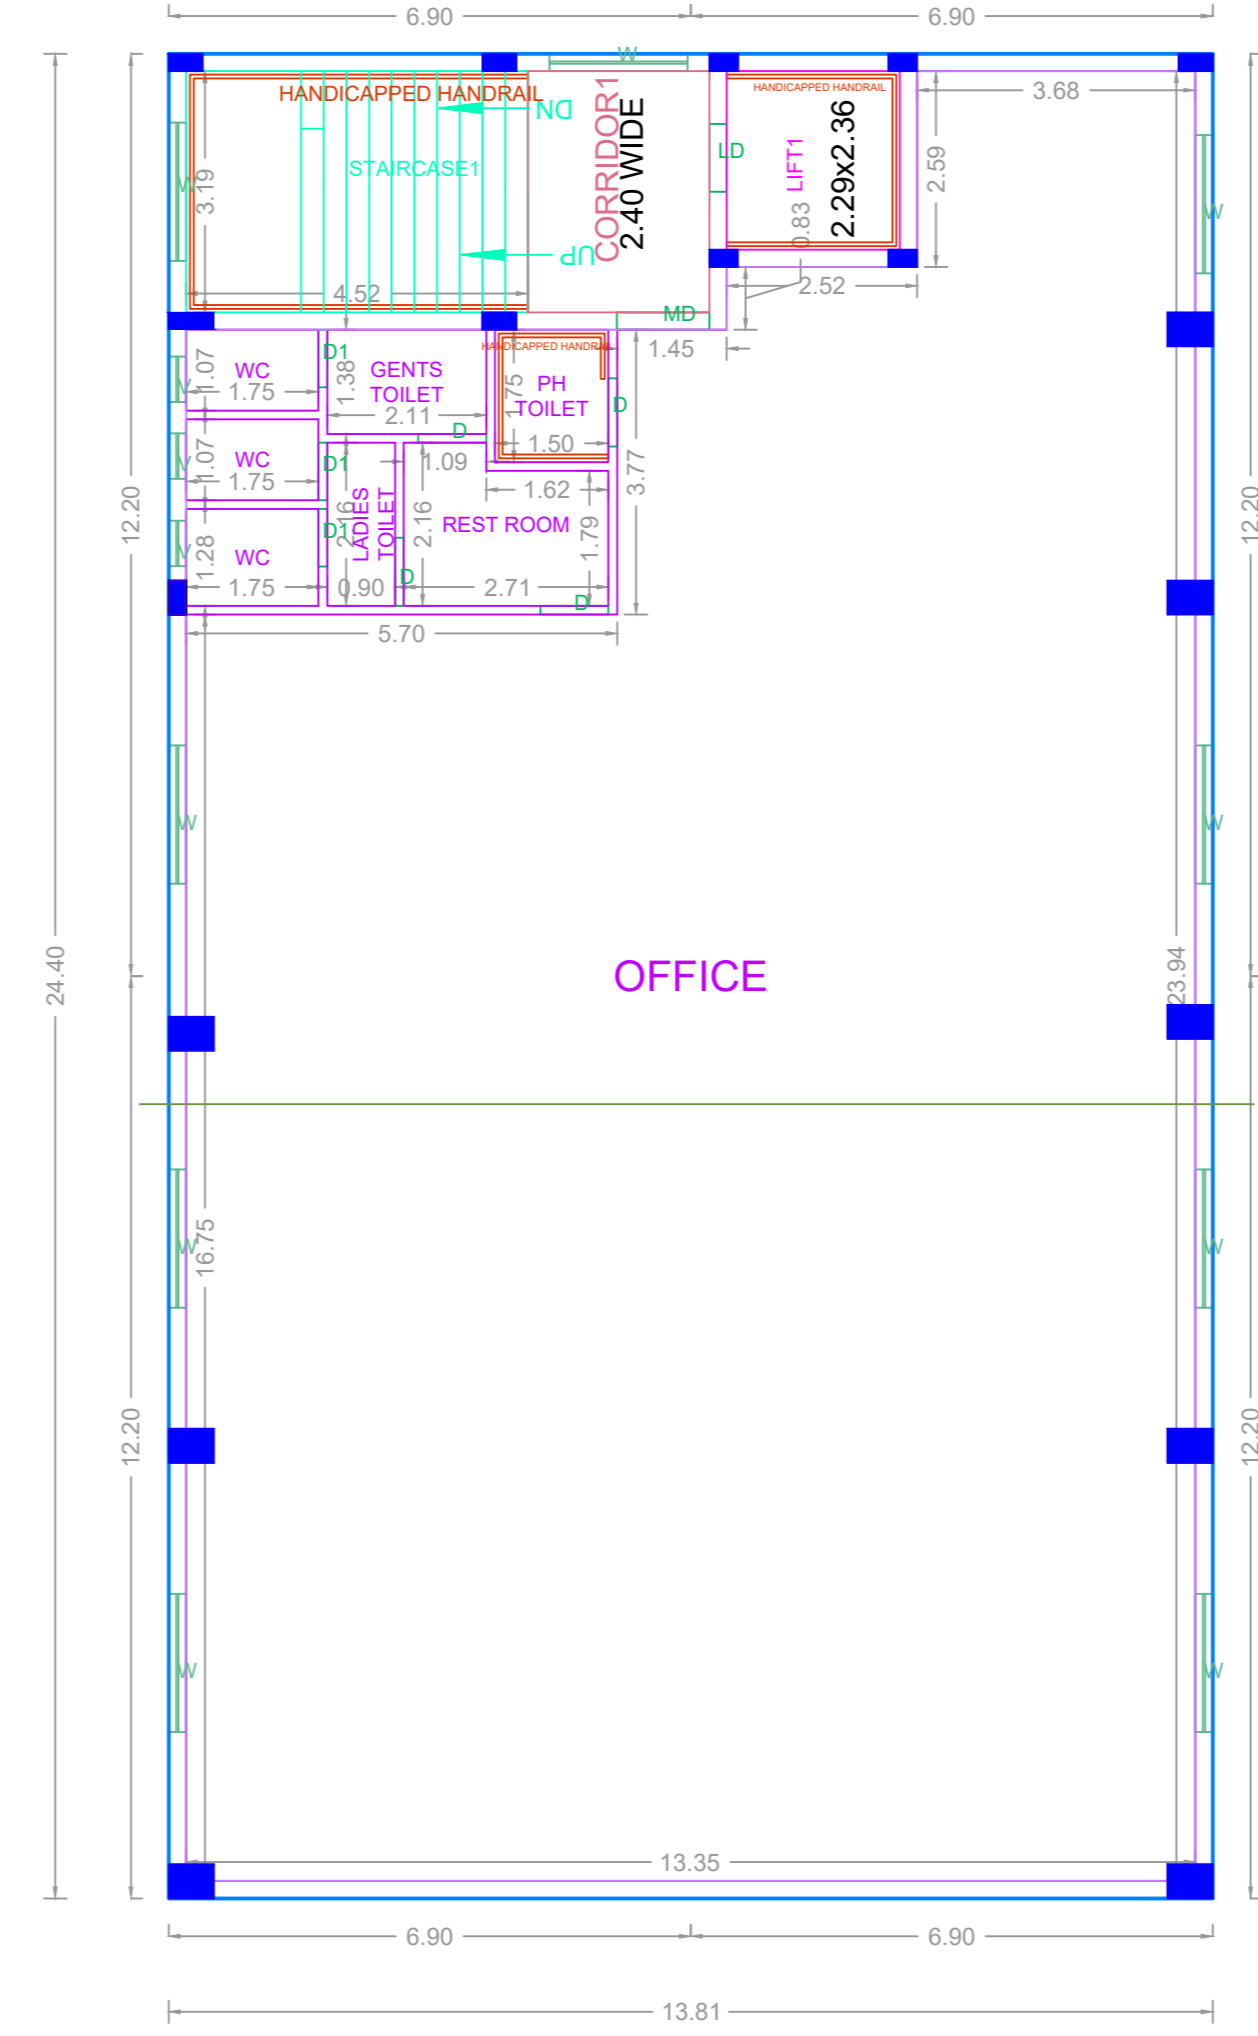 6.90
6.90
W
HANDICAPPED HANDRAIL
DN
STAIRCASE1
UP
W
3.19
4.52
CORRIDOR1
2.40 WIDE
LD
HANDICAPPED HANDRAIL
LIFT1
2.29x2.36
0.83
2.52
2.59
3.68
W
MD
1.45
WC
1.07
1.75
V
D1
GENTS
TOILET
1.38
2.11
D
HANDICAPPED HANDRAIL
PH
TOILET
1.75
1.50
D
WC
1.07
1.75
V
D1
LADIES
TOILET
2.16
0.90
D1
1.09
1.62
3.77
REST ROOM
2.16
1.79
2.71
D
D
WC
1.28
1.75
V
5.70
12.20
12.20
24.40
W
W
OFFICE
23.94
16.75
W
W
12.20
12.20
W
W
13.35
6.90
6.90
13.81